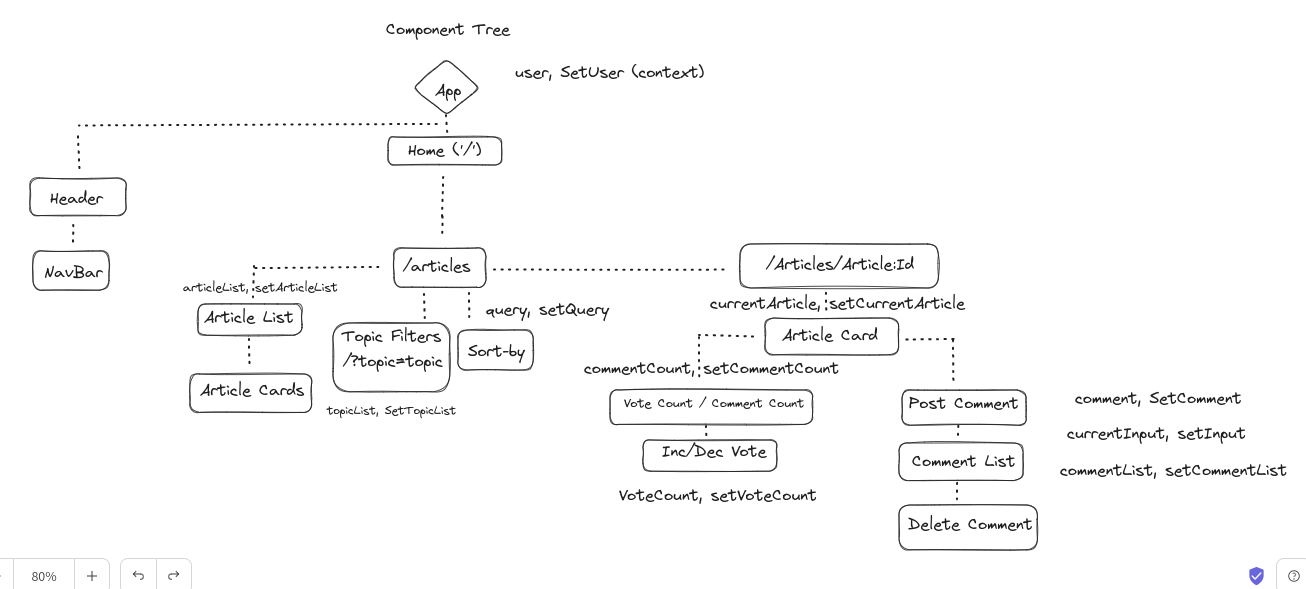 Component Tree
user, SetUser (context)
App
Home ('/')
Header
NavBar
/articles
/Articles/Article:Id
articleList, setArticleList
Article List
Article Cards
query, setQuery
Topic Filters
/?topic=topic
Sort-by
topicList, SetTopicList
currentArticle, setCurrentArticle
Article Card
commentCount, setCommentCount
Vote Count / Comment Count
Inc/Dec Vote
VoteCount, setVoteCount
Post Comment
comment, SetComment
currentInput, setInput
Comment List
commentList, setCommentList
Delete Comment
80%